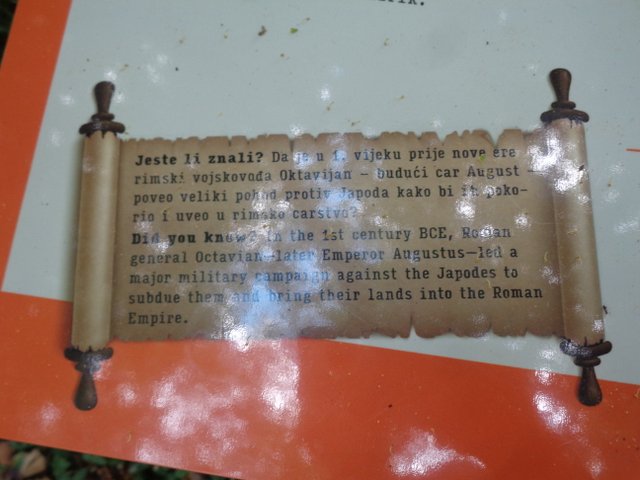 Jeste li znali? Da je u 1. vijeku prije nove ere
rimski vojskovođa Oktavijan – budući car August –
poveo veliki pohod protiv Japoda kako bi ih poko-
rio i uveo u rimsko carstvo?
Did you know? In the 1st century BCE, Roman
general Octavian—later Emperor Augustus—led a
major military campaign against the Japodes to
subdue them and bring their lands into the Roman
Empire.